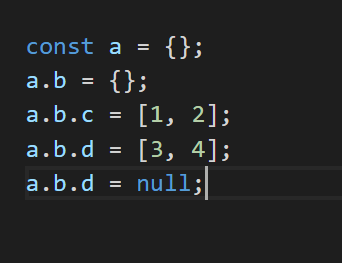 const a = {};
a.b = {};
a.b.c = [1, 2];
a.b.d = [3, 4];
a.b.d = null;